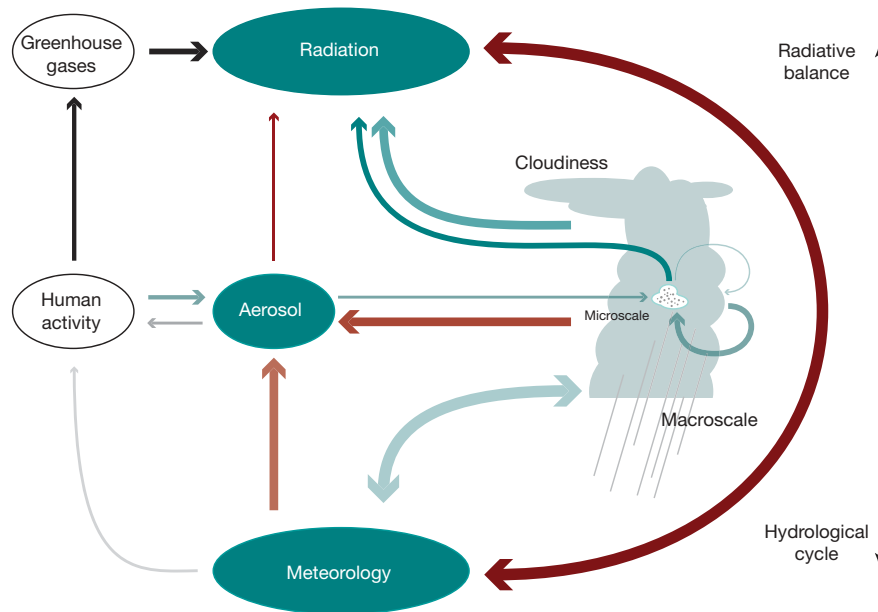 Greenhouse
gases
Radiation
Radiative
balance
Cloudiness
Human
activity
Aerosol
Microscale
Macroscale
Meteorology
Hydrological
cycle